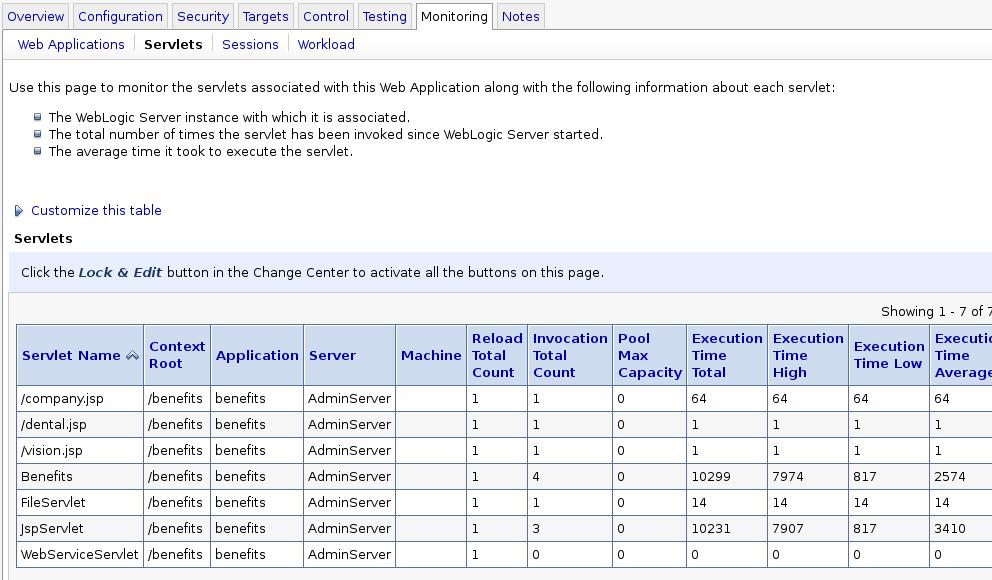 Overview Configuration Security Targets Control Testing Monitoring Notes
Web Applications Servlets Sessions Workload
Use this page to monitor the servlets associated with this Web Application along with the following information about each servlet:
The WebLogic Server instance with which it is associated.
The total number of times the servlet has been invoked since WebLogic Server started.
The average time it took to execute the servlet.
Customize this table
Servlets
Click the Lock & Edit button in the Change Center to activate all the buttons on this page.
Showing 1 - 7 of 7
Servlet Name Context Root Application Server Machine Reload Total Count Invocation Total Count Pool Max Capacity Execution Time Total Execution Time High Execution Time Low Executio Time Average
/company.jsp /benefits benefits AdminServer 1 1 0 64 64 64 64
/dental.jsp /benefits benefits AdminServer 1 1 0 1 1 1 1
/vision.jsp /benefits benefits AdminServer 1 1 0 1 1 1 1
Benefits /benefits benefits AdminServer 1 4 0 10299 7974 817 2574
FileServlet /benefits benefits AdminServer 1 1 0 14 14 14 14
JspServlet /benefits benefits AdminServer 1 3 0 10231 7907 817 3410
WebServiceServlet /benefits benefits AdminServer 1 0 0 0 0 0 0